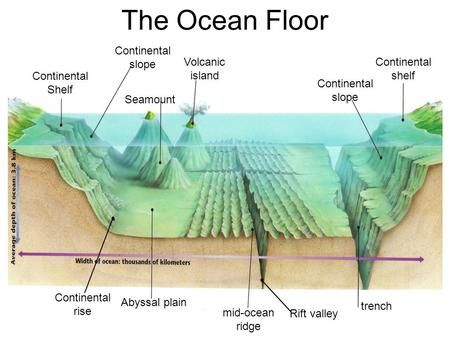 The Ocean Floor
Continental
slope
Volcanic
island
Continental
shelf
Continental
Shelf
Continental
slope
Seamount
Average depth of ocean: 3.8 km
Width of ocean: thousands of kilometers
Continental
rise
Abyssal plain
mid-ocean
ridge
Rift valley
trench